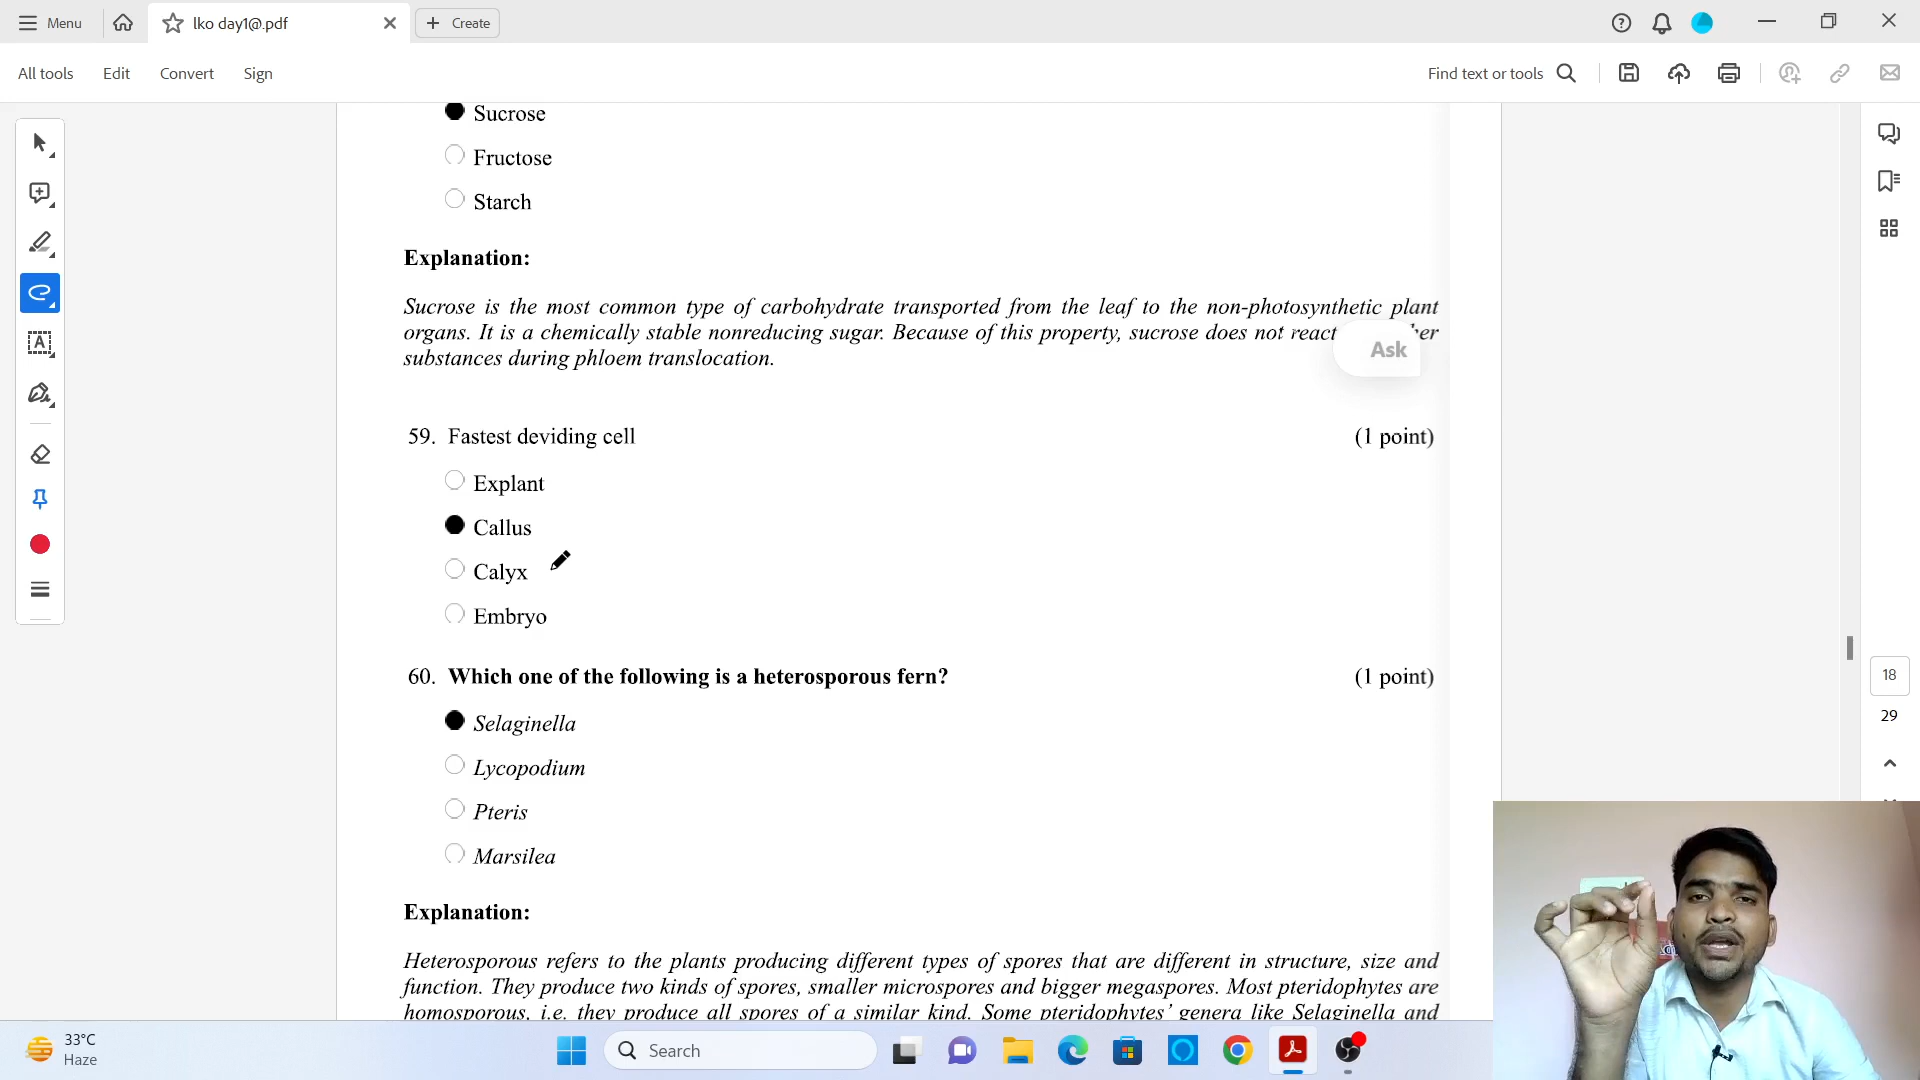 Menu
lko day1@.pdf
Create
All tools
Edit
Convert
Sign
Find text or tools
Sucrose
Fructose
Starch
Explanation:
Sucrose is the most common type of carbohydrate transported from the leaf to the non-photosynthetic plant
organs. It is a chemically stable nonreducing sugar. Because of this property, sucrose does not react
substances during phloem translocation.
Ask
59. Fastest deviding cell (1 point)
Explant
Callus
Calyx
Embryo
60. Which one of the following is a heterosporous fern? (1 point)
Selaginella
Lycopodium
Pteris
Marsilea
Explanation:
Heterosporous refers to the plants producing different types of spores that are different in structure, size and
function. They produce two kinds of spores, smaller microspores and bigger megaspores. Most pteridophytes are
homosporous, i.e. they produce all spores of a similar kind. Some pteridophytes' genera like Selaginella and
18
29
33°C
Haze
Search